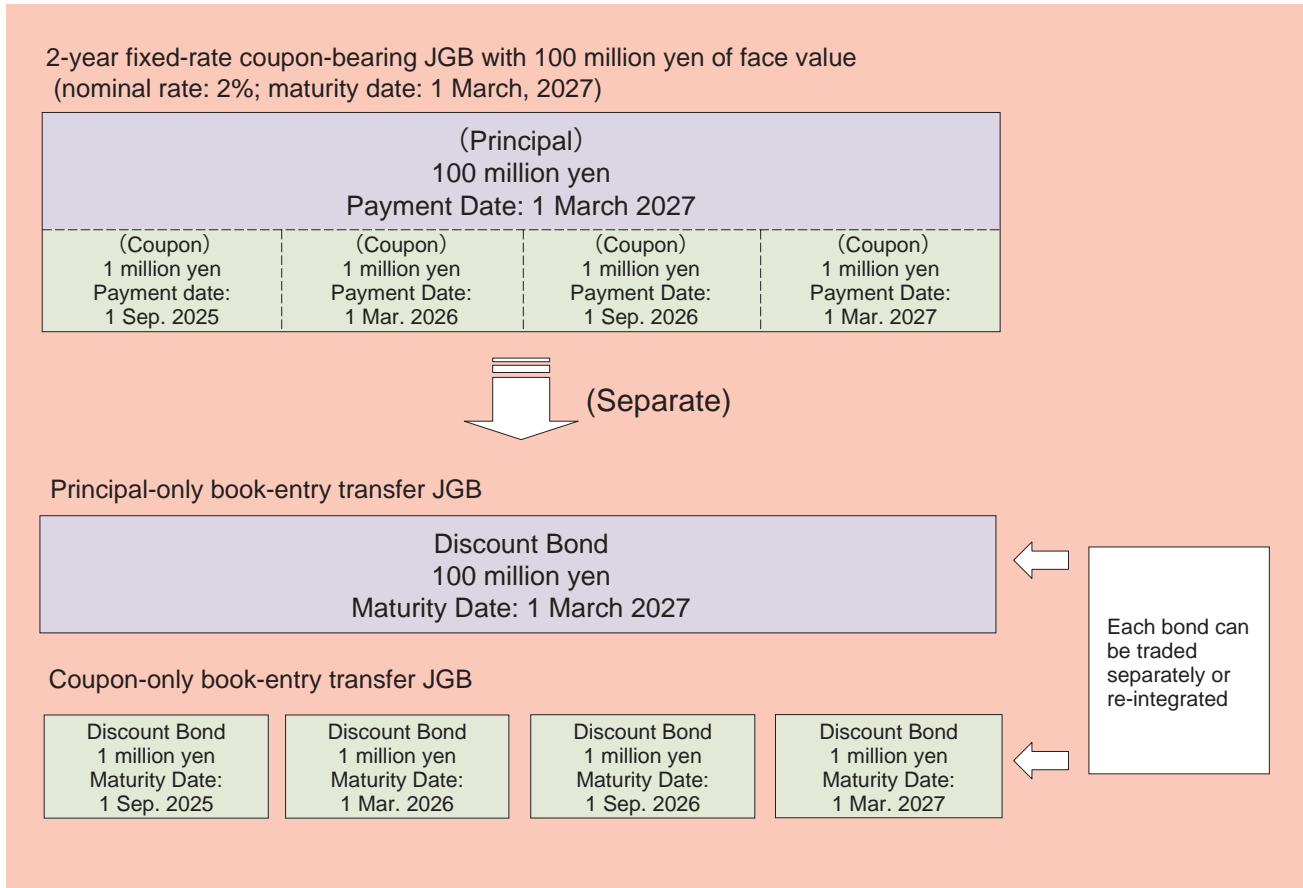 2-year fixed-rate coupon-bearing JGB with 100 million yen of face value
(nominal rate: 2%; maturity date: 1 March, 2027)
（Principal）
100 million yen
Payment Date: 1 March 2027
（Coupon）
1 million yen
Payment date:
1 Sep. 2025
（Coupon）
1 million yen
Payment Date:
1 Mar. 2026
（Coupon）
1 million yen
Payment Date:
1 Sep. 2026
（Coupon）
1 million yen
Payment Date:
1 Mar. 2027
(Separate)
Principal-only book-entry transfer JGB
Discount Bond
100 million yen
Maturity Date: 1 March 2027
Each bond can
be traded
separately or
re-integrated
Coupon-only book-entry transfer JGB
Discount Bond
1 million yen
Maturity Date:
1 Sep. 2025
Discount Bond
1 million yen
Maturity Date:
1 Mar. 2026
Discount Bond
1 million yen
Maturity Date:
1 Sep. 2026
Discount Bond
1 million yen
Maturity Date:
1 Mar. 2027